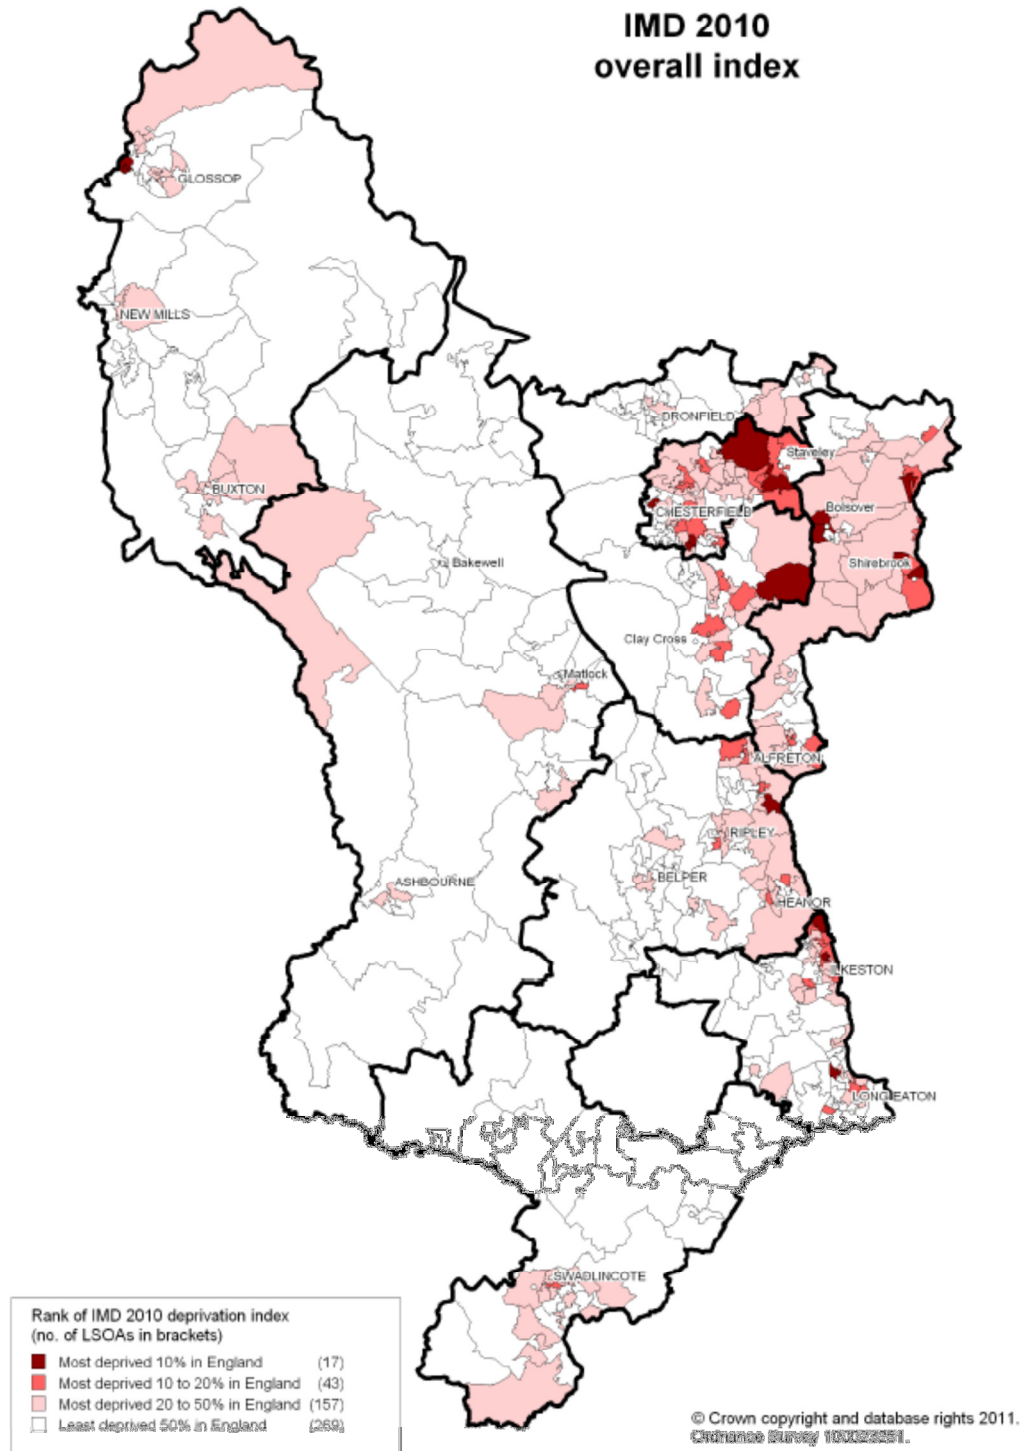 IMD 2010
overall index
GLOSSOP
NEW MILLS
DRONFIELD
Staveley
BUXTON
Bolsover
CHESTERFIELD
Bakewell
Shirebrook
Clay Cross
Matlock
ALFRETON
RIPLEY
BELPER
ASHBOURNE
HEANOR
ILKESTON
LONG EATON
SWADLINCOTE
Rank of IMD 2010 deprivation index
(no. of LSOAs in brackets)
Most deprived 10% in England (17)
Most deprived 10 to 20% in England (43)
Most deprived 20 to 50% in England (157)
Least deprived 50% in England (269)
© Crown copyright and database rights 2011.
Ordnance Survey